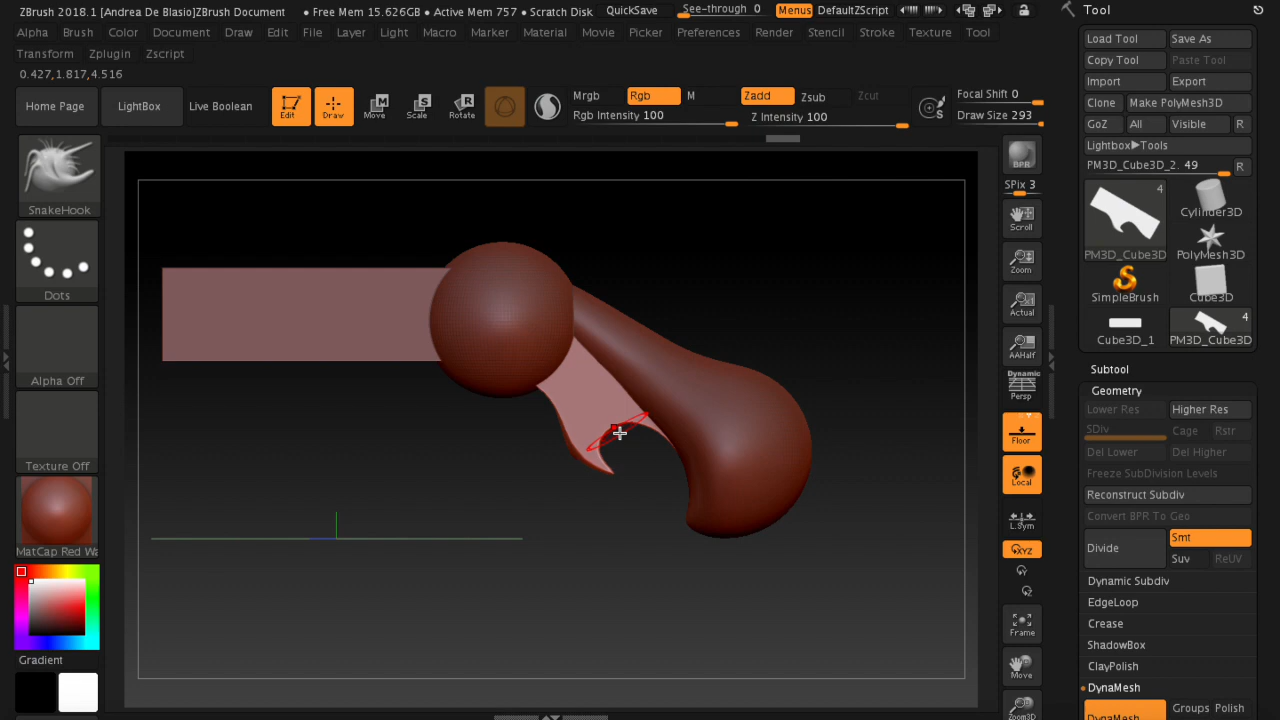 ZBrush 2018.1 [Andrea De Blasio]ZBrush Document • Free Mem 15.626GB • Active Mem 757 • Scratch Disk QuickSave See-through 0 Menus DefaultZScript Tool
Alpha Brush Color Document Draw Edit File Layer Light Macro Marker Material Movie Picker Preferences Render Stencil Stroke Texture Tool
Transform Zplugin Zscript
0.427,1.817,4.516
Home Page LightBox Live Boolean Edit Draw Move Scale Rotate
Mrgb Rgb M Zadd Zsub Zcut Focal Shift 0
Rgb Intensity 100 Z Intensity 100 Draw Size 293
SnakeHook
Dots
Alpha Off
Texture Off
MatCap Red Wa
Gradient
BPR
SPix 3
Scroll
Zoom
Actual
AAHalf
Dynamic
Persp
Floor
Local
L.Sym
XYZ
Y
Z
Frame
Move
Zoom3D
Load Tool Save As
Copy Tool Paste Tool
Import Export
Clone Make PolyMesh3D
GoZ All Visible R
Lightbox▶Tools
PM3D_Cube3D_2. 49 R
4
Cylinder3D
PM3D_Cube3D PolyMesh3D
SimpleBrush Cube3D
4
Cube3D_1 PM3D_Cube3D
Subtool
Geometry
Lower Res Higher Res
SDiv Cage Rstr
Del Lower Del Higher
Freeze SubDivision Levels
Reconstruct Subdiv
Convert BPR To Geo
Divide Smt
Suv ReUV
Dynamic Subdiv
EdgeLoop
Crease
ShadowBox
ClayPolish
DynaMesh
DynaMesh Groups Polish